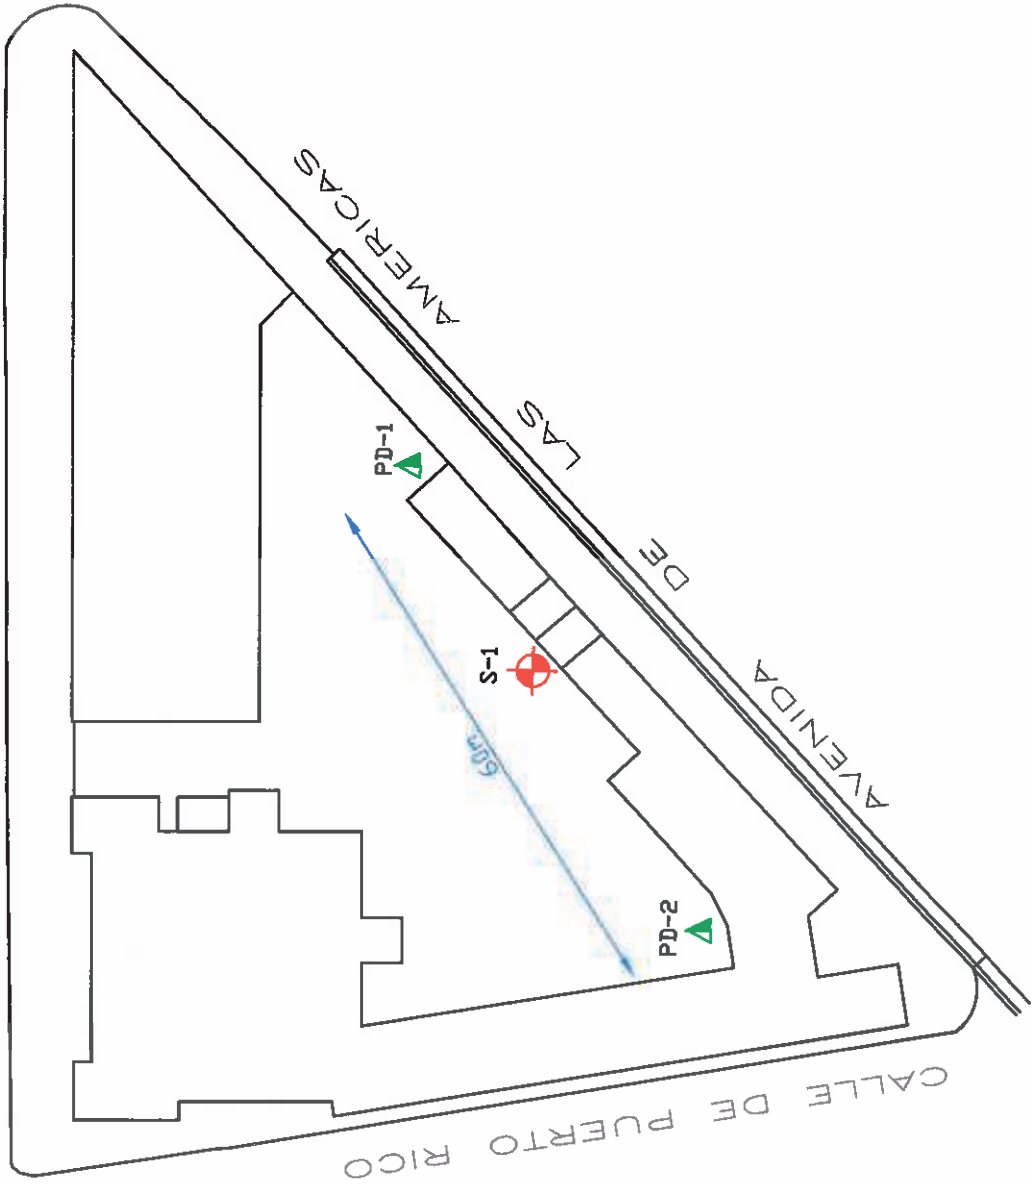 AVENIDA DE LAS AMERICAS
PD-1
S-1
60m
PD-2
CALLE DE PUERTO RICO